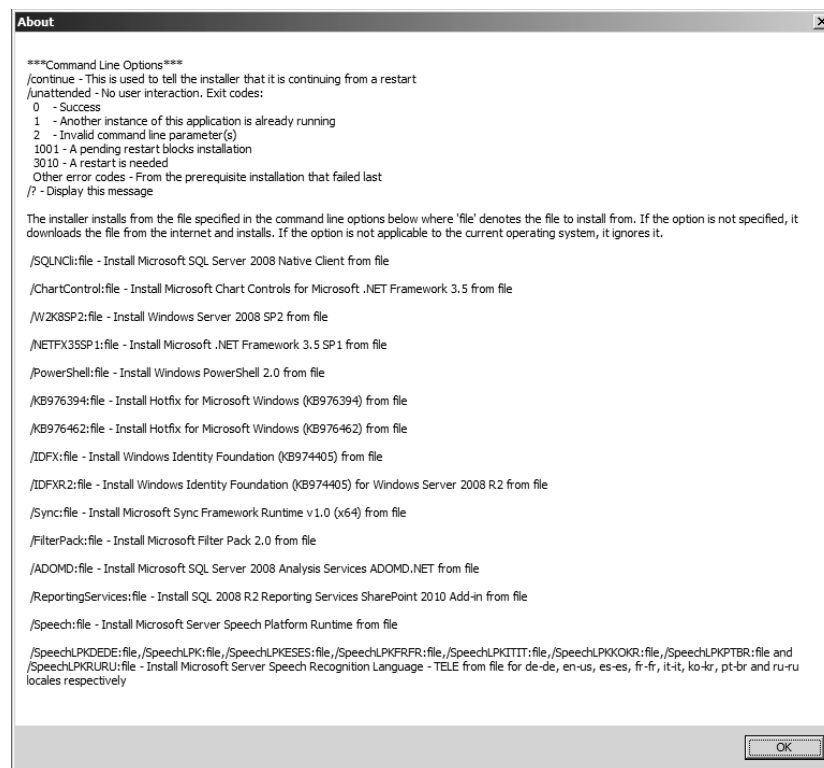 About
***Command Line Options***
/continue - This is used to tell the installer that it is continuing from a restart
/unattended - No user interaction. Exit codes:
0 - Success
1 - Another instance of this application is already running
2 - Invalid command line parameter(s)
1001 - A pending restart blocks installation
3010 - A restart is needed
Other error codes - From the prerequisite installation that failed last
/? - Display this message
The installer installs from the file specified in the command line options below where 'file' denotes the file to install from. If the option is not specified, it
downloads the file from the internet and installs. If the option is not applicable to the current operating system, it ignores it.
/SQLNCli:file - Install Microsoft SQL Server 2008 Native Client from file
/ChartControl:file - Install Microsoft Chart Controls for Microsoft .NET Framework 3.5 from file
/W2K8SP2:file - Install Windows Server 2008 SP2 from file
/NETFX35SP1:file - Install Microsoft .NET Framework 3.5 SP1 from file
/PowerShell:file - Install Windows PowerShell 2.0 from file
/KB976394:file - Install Hotfix for Microsoft Windows (KB976394) from file
/KB976462:file - Install Hotfix for Microsoft Windows (KB976462) from file
/IDFX:file - Install Windows Identity Foundation (KB974405) from file
/IDFXR2:file - Install Windows Identity Foundation (KB974405) for Windows Server 2008 R2 from file
/Sync:file - Install Microsoft Sync Framework Runtime v1.0 (x64) from file
/FilterPack:file - Install Microsoft Filter Pack 2.0 from file
/ADOMD:file - Install Microsoft SQL Server 2008 Analysis Services ADOMD.NET from file
/ReportingServices:file - Install SQL 2008 R2 Reporting Services SharePoint 2010 Add-in from file
/Speech:file - Install Microsoft Server Speech Platform Runtime from file
/SpeechLPKDEDE:file,/SpeechLPK:file,/SpeechLPKESES:file,/SpeechLPKFRFR:file,/SpeechLPKITIT:file,/SpeechLPKKOKR:file,/SpeechLPKPTBR:file and
/SpeechLPKRURU:file - Install Microsoft Server Speech Recognition Language - TELE from file for de-de, en-us, es-es, fr-fr, it-it, ko-kr, pt-br and ru-ru
locales respectively
OK